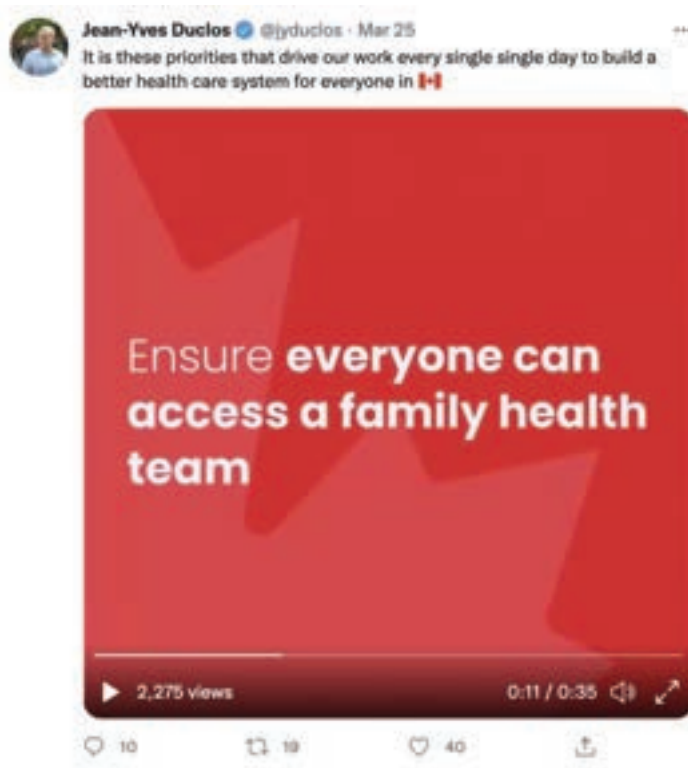 Jean-Yves Duclos @jyduclos · Mar 25
It is these priorities that drive our work every single single day to build a
better health care system for everyone in 🇨🇦
Ensure everyone can
access a family health
team
2,275 views 0:11 / 0:35
10 19 40